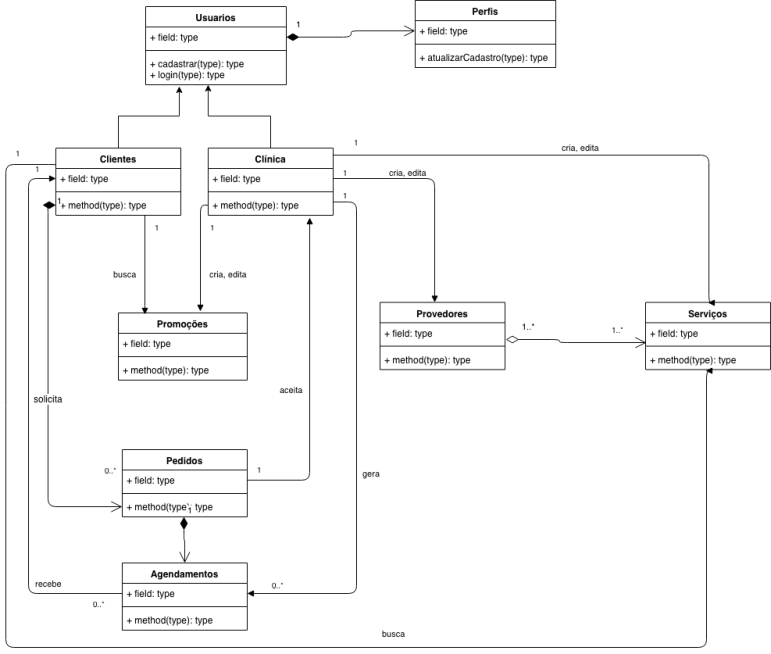 Usuarios
+ field: type
+ cadastrar(type): type
+ login(type): type
1
Perfis
+ field: type
+ atualizarCadastro(type): type
Clientes
+ field: type
+ method(type): type
1
1
1
1
Clínica
+ field: type
+ method(type): type
1
cria, edita
1
cria, edita
1
1
busca
cria, edita
Promoções
+ field: type
+ method(type): type
Provedores
+ field: type
+ method(type): type
1..*
1..*
Serviços
+ field: type
+ method(type): type
solicita
aceita
Pedidos
+ field: type
+ method(type): type
0..*
1
1
gera
Agendamentos
+ field: type
+ method(type): type
recebe
0..*
0..*
busca